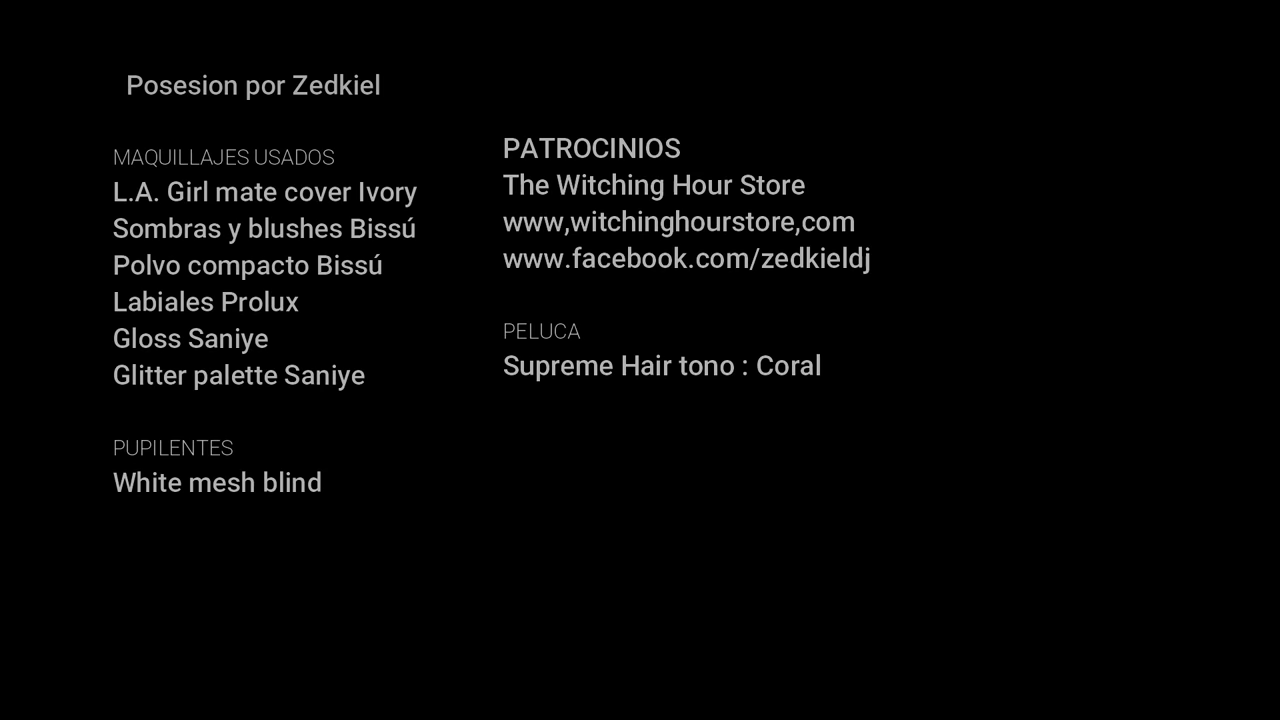 Posesion por Zedkiel
MAQUILLAJES USADOS
L.A. Girl mate cover Ivory
Sombras y blushes Bissú
Polvo compacto Bissú
Labiales Prolux
Gloss Saniye
Glitter palette Saniye
PUPILENTES
White mesh blind
PATROCINIOS
The Witching Hour Store
www,witchinghourstore,com
www.facebook.com/zedkieldj
PELUCA
Supreme Hair tono : Coral